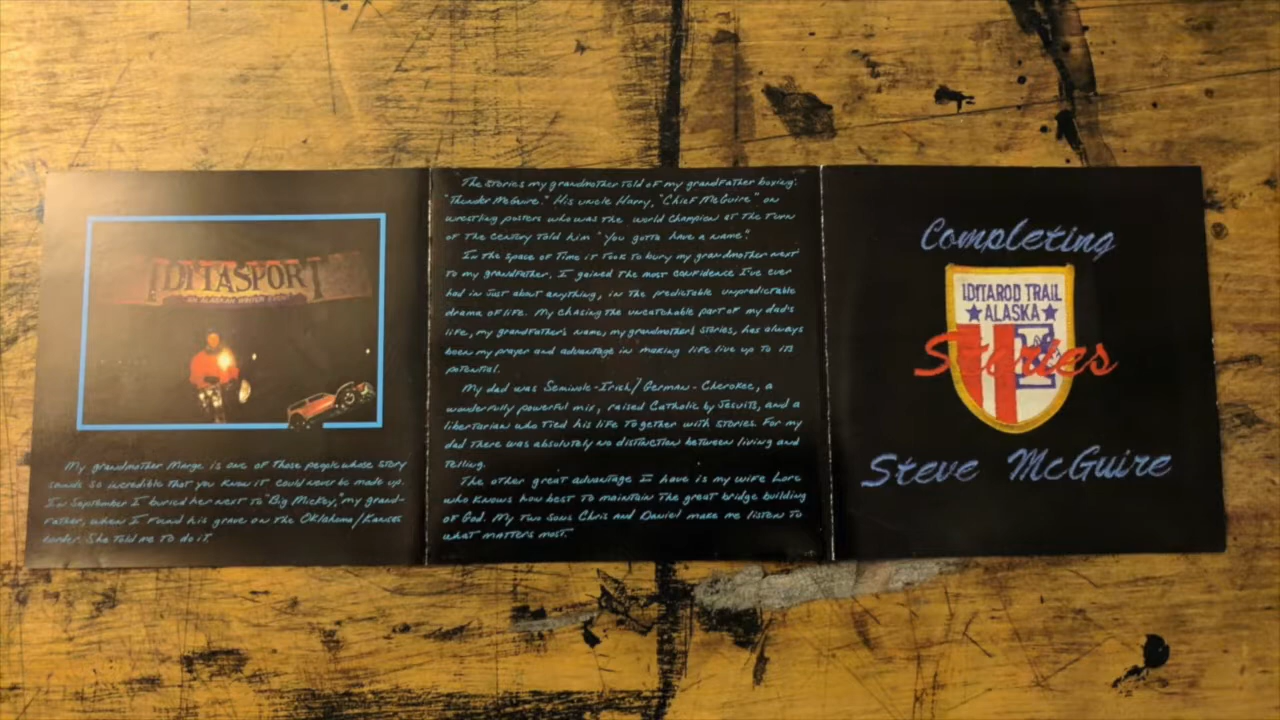 IDITASPORT
AN ALASKAN WINTER EVENT
My grandmother Marge is one of those people whose story
sounds so incredible that you know it could never be made up.
In September I buried her next to "Big Mickey," my grand-
father, when I found his grave on the Oklahoma/Kansas
border. She told me to do it.
The stories my grandmother told of my grandfather boxing:
"Thunder McGuire." His uncle Harry, "Chief McGuire" on
wrestling posters who was the world champion at the turn
of the century told him "You gotta have a name".
In the space of time it took to bury my grandmother next
to my grandfather, I gained the most confidence I've ever
had in just about anything, in the predictable unpredictable
drama of life. My chasing the uncatchable part of my dad's
life, my grandfather's name, my grandmother's stories, has always
been my prayer and advantage in making life live up to its
potential.
My dad was Seminole-Irish/German-Cherokee, a
wonderfully powerful mix, raised Catholic by Jesuits, and a
libertarian who tied his life together with stories. For my
dad there was absolutely no distinction between living and
telling.
The other great advantage I have is my wife Lore
who knows how best to maintain the great bridge building
of God. My two sons Chris and Daniel make me listen to
what matters most.
Completing
IDITAROD TRAIL
★ALASKA★
Stories
Steve McGuire